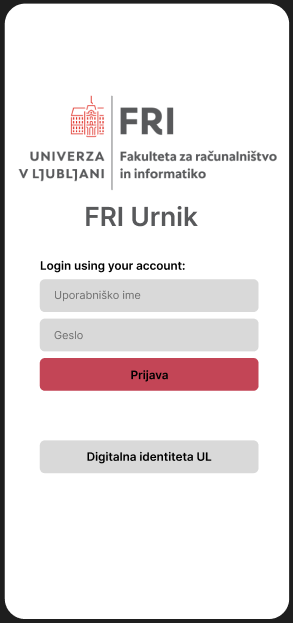 FRI
UNIVERZA
V LJUBLJANI
Fakulteta za računalništvo
in informatiko
FRI Urnik
Login using your account:
Uporabniško ime
Geslo
Prijava
Digitalna identiteta UL